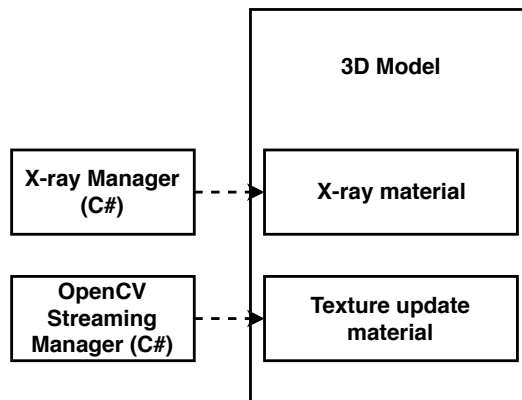 3D Model
X-ray Manager
(C#)
X-ray material
OpenCV
Streaming
Manager (C#)
Texture update
material